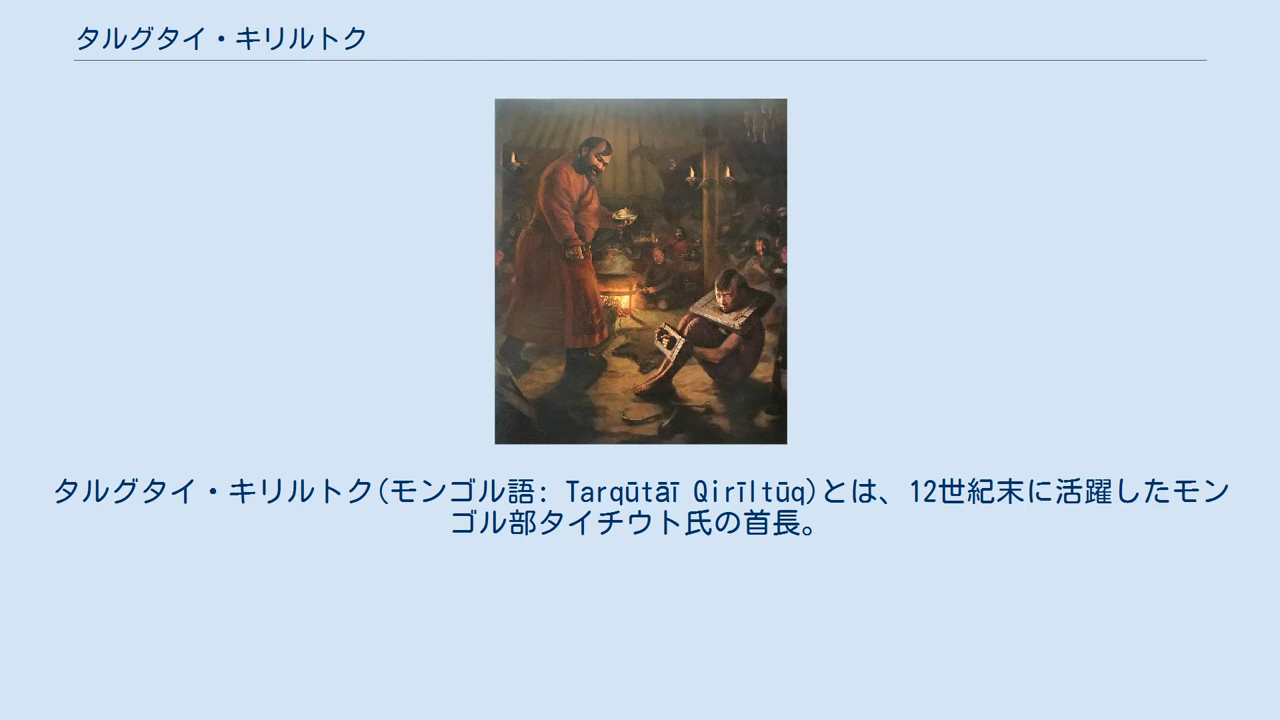 タルグタイ・キリルトク
タルグタイ・キリルトク(モンゴル語: Tarqūtāī Qirīltūq)とは、12世紀末に活躍したモン
ゴル部タイチウト氏の首長。